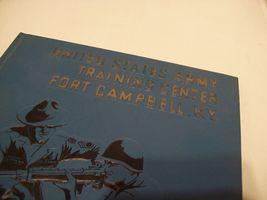 UNITED STATES ARMY
TRAINING CENTER
FORT CAMPBELL, KY.